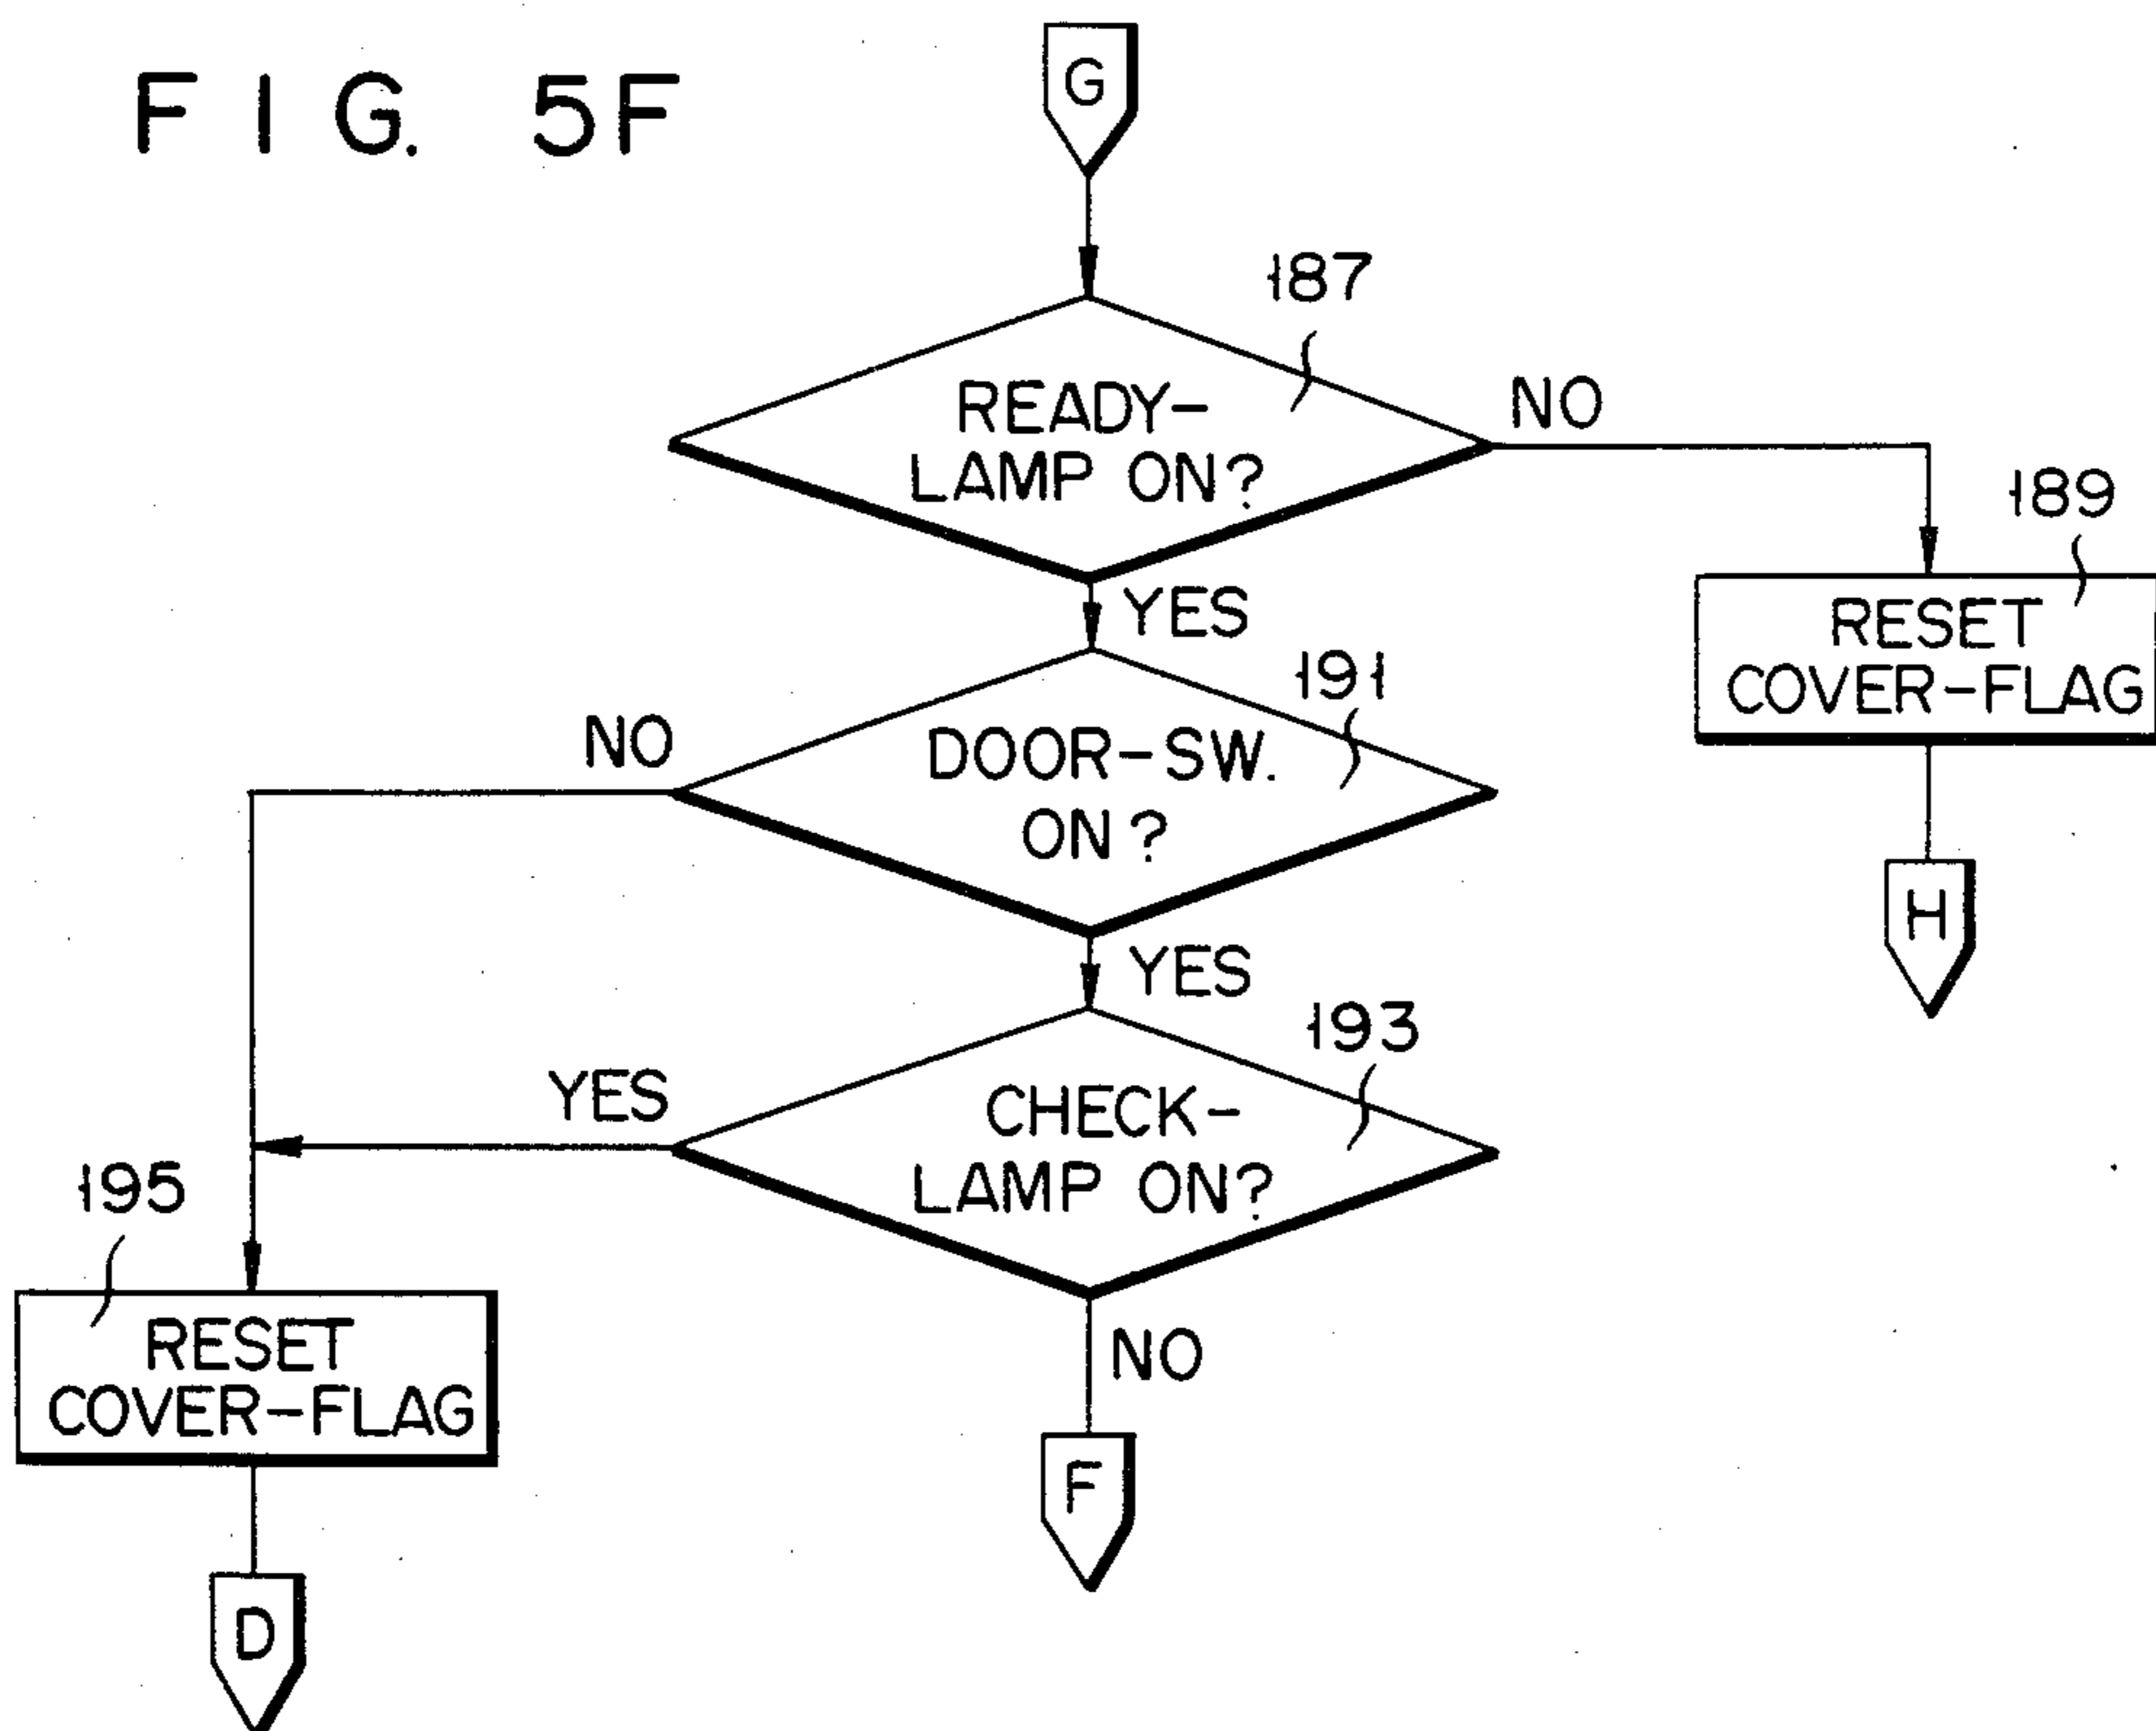 FIG. 5F
G
187
READY-
LAMP ON?
NO
189
RESET
COVER-FLAG
H
YES
191
DOOR-SW.
ON?
NO
YES
193
CHECK-
LAMP ON?
YES
195
RESET
COVER-FLAG
D
NO
F